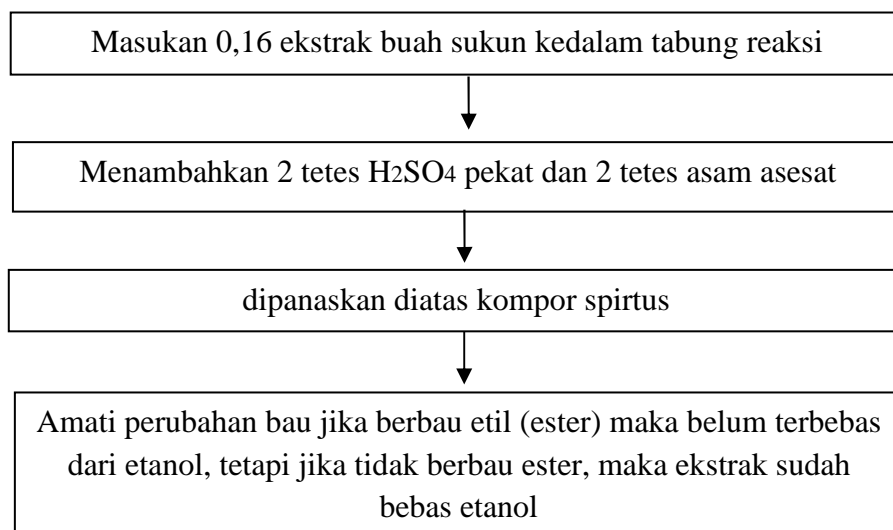 Masukan 0,16 ekstrak buah sukun kedalam tabung reaksi
Menambahkan 2 tetes H2SO4 pekat dan 2 tetes asam asesat
dipanaskan diatas kompor spirtus
Amati perubahan bau jika berbau etil (ester) maka belum terbebas
dari etanol, tetapi jika tidak berbau ester, maka ekstrak sudah
bebas etanol